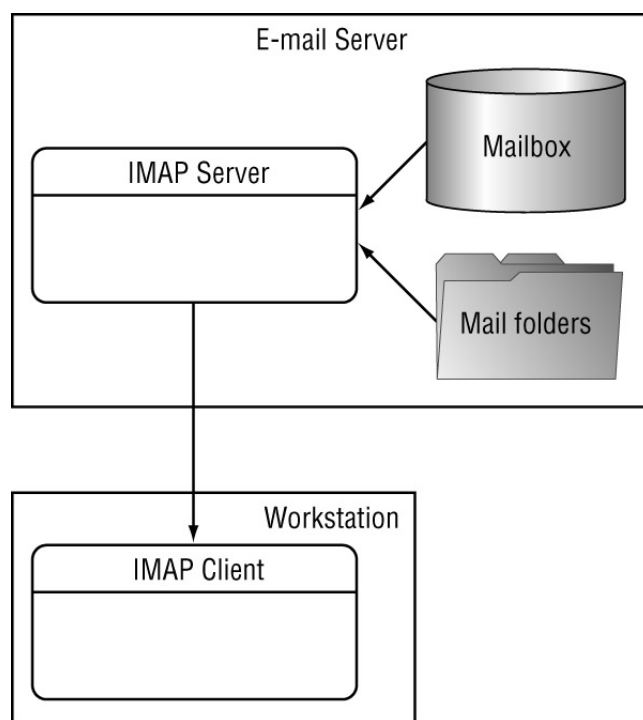 E-mail Server
Mailbox
IMAP Server
Mail folders
Workstation
IMAP Client